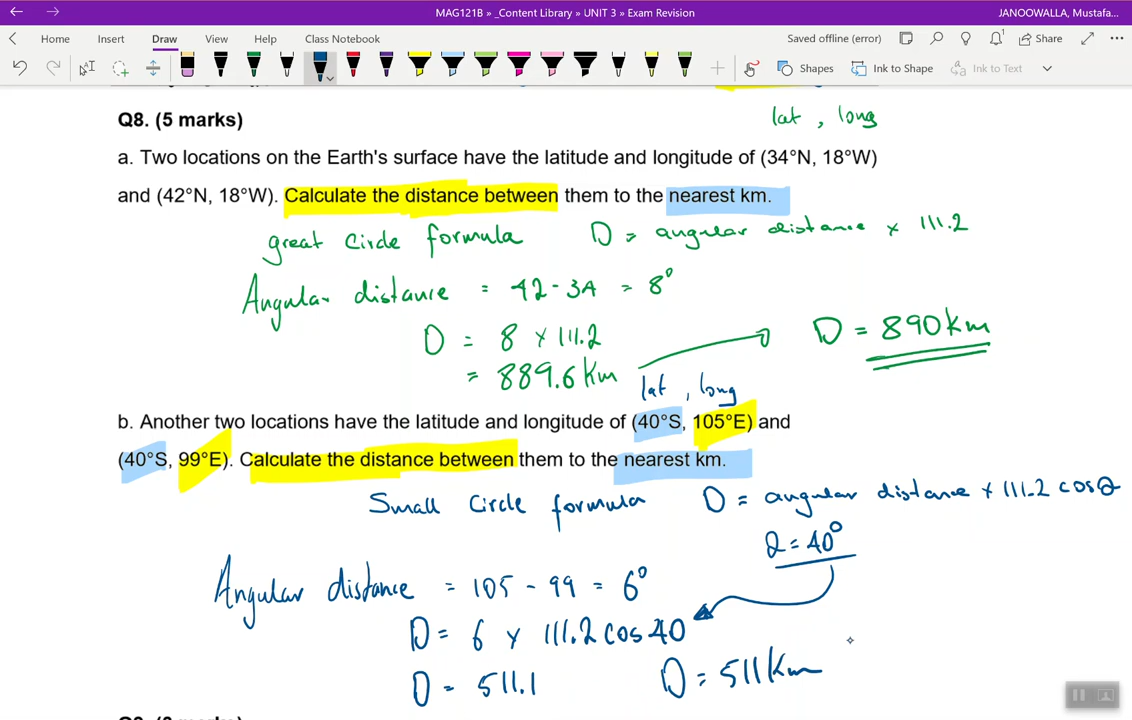 MAG121B » _Content Library » UNIT 3 » Exam Revision
JANOOWALLA, Mustafa...
Home Insert Draw View Help Class Notebook
Saved offline (error)
Share
Shapes
Ink to Shape
Ink to Text
Q8. (5 marks)
lat , long
a. Two locations on the Earth's surface have the latitude and longitude of (34°N, 18°W)
and (42°N, 18°W). Calculate the distance between them to the nearest km.
great circle formula D = angular distance x 111.2
Angular distance = 42 - 34 = 8°
D = 8 x 111.2
D = 890 km
= 889.6 Km
lat , long
b. Another two locations have the latitude and longitude of (40°S, 105°E) and
(40°S, 99°E). Calculate the distance between them to the nearest km.
Small Circle formula D = angular distance x 111.2 cos θ
θ = 40°
Angular distance = 105 - 99 = 6°
D = 6 x 111.2 cos 40
D = 511.1 D = 511 Km